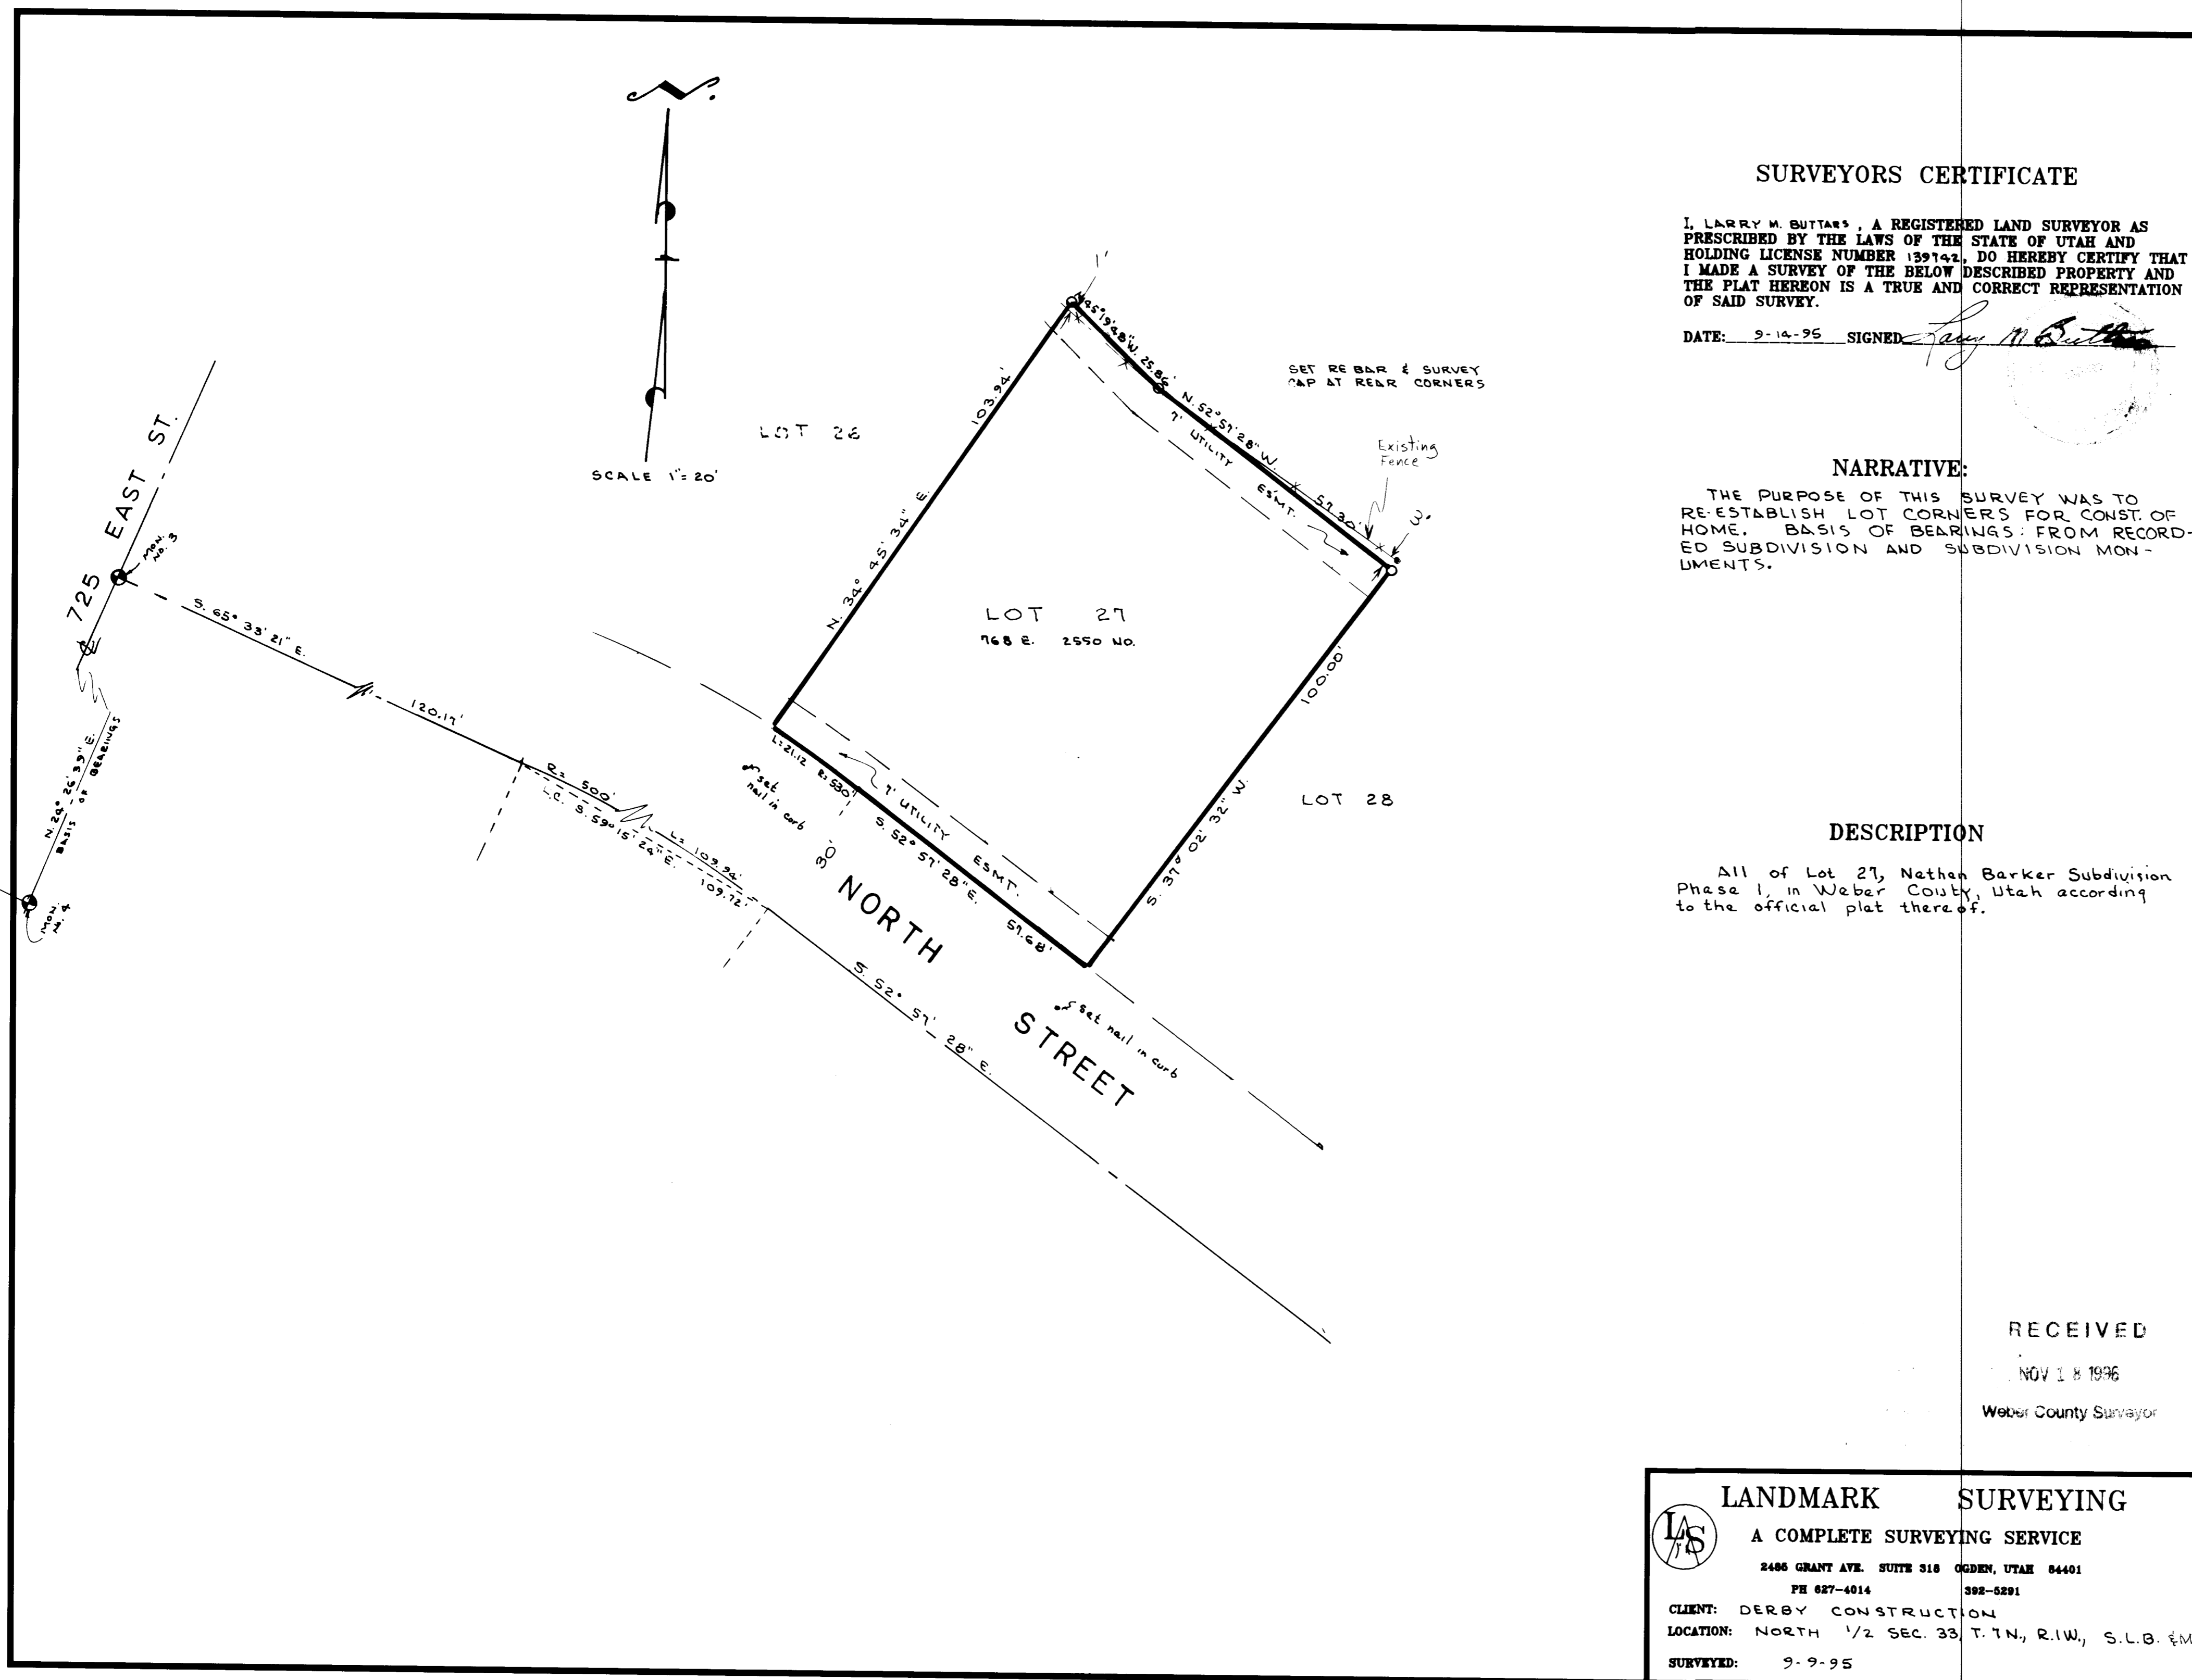 N.
SCALE 1"= 20'
LOT 26
725 EAST ST.
MON. NO. 3
N. 24° 26' 39" E.
BASIS OF BEARINGS
MON. No. 4
S. 65° 33' 21" E.
120.17'
R= 500'
L= 109.94'
L.C. S. 59° 15' 24" E. 109.72'
1'
45° 19' 48" W. 25.86'
N. 52° 57' 28" W. 57.30'
7' UTILITY ESMT.
SET RE BAR & SURVEY
CAP AT REAR CORNERS
Existing
Fence
3'
103.94'
N. 34° 45' 34" E.
LOT 27
768 E. 2550 NO.
100.00'
S. 37° 02' 32" W.
LOT 28
L=21.12 R=530'
7' UTILITY ESMT.
S. 52° 57' 28" E. 57.68'
set
nail in curb
30'
NORTH STREET
set nail in curb
S. 52° 57' 28" E.
SURVEYORS CERTIFICATE
I, LARRY M. BUTTARS, A REGISTERED LAND SURVEYOR AS
PRESCRIBED BY THE LAWS OF THE STATE OF UTAH AND
HOLDING LICENSE NUMBER 139742, DO HEREBY CERTIFY THAT
I MADE A SURVEY OF THE BELOW DESCRIBED PROPERTY AND
THE PLAT HEREON IS A TRUE AND CORRECT REPRESENTATION
OF SAID SURVEY.
DATE: 9-14-95 SIGNED Larry M Buttars
NARRATIVE:
THE PURPOSE OF THIS SURVEY WAS TO
RE-ESTABLISH LOT CORNERS FOR CONST. OF
HOME. BASIS OF BEARINGS: FROM RECORD-
ED SUBDIVISION AND SUBDIVISION MON-
UMENTS.
DESCRIPTION
All of Lot 27, Nathan Barker Subdivision
Phase 1, in Weber Couty, Utah according
to the official plat thereof.
RECEIVED
NOV 18 1996
Weber County Surveyor
LAS
LANDMARK SURVEYING
A COMPLETE SURVEYING SERVICE
2485 GRANT AVE. SUITE 318 OGDEN, UTAH 84401
PH 627-4014 392-5291
CLIENT: DERBY CONSTRUCTION
LOCATION: NORTH 1/2 SEC. 33, T. 7N., R.1W., S.L.B. &M
SURVEYED: 9-9-95